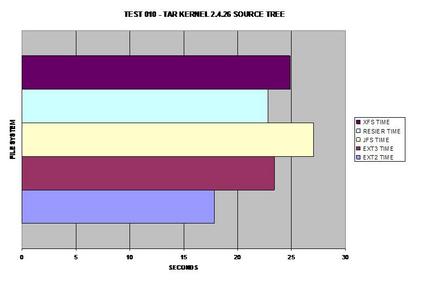 TEST 010 - TAR KERNEL 2.4.26 SOURCE TREE
FILE SYSTEM
XFS TIME
RESIER TIME
JFS TIME
EXT3 TIME
EXT2 TIME
0 5 10 15 20 25 30
SECONDS